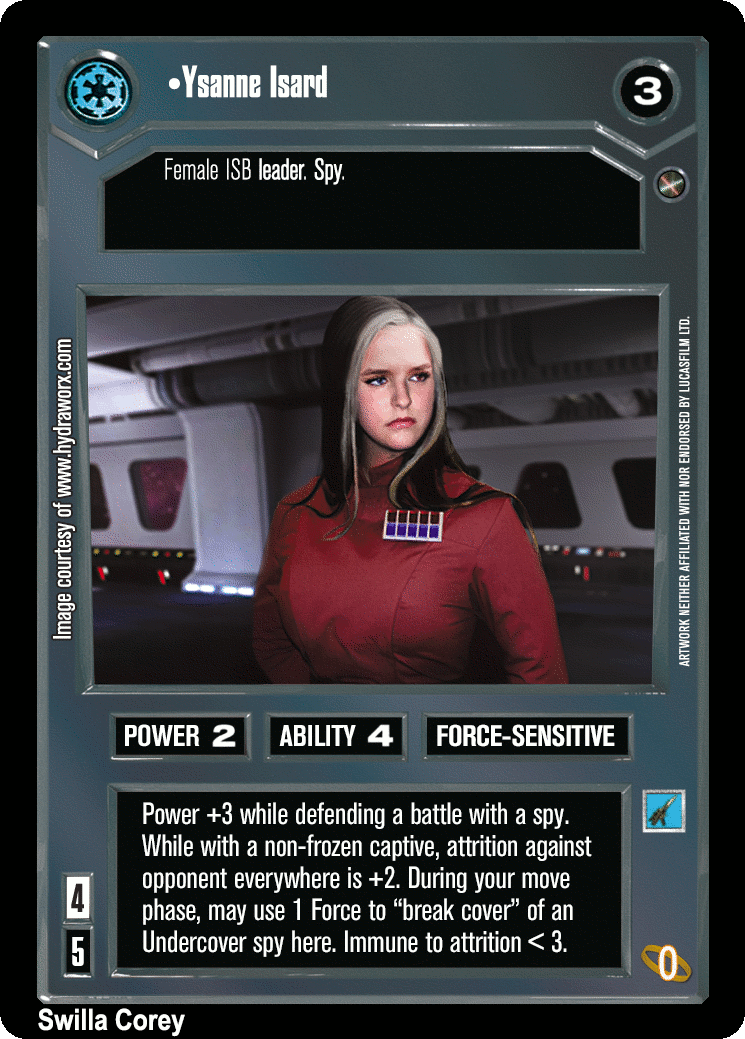 •Ysanne Isard
3
Female ISB leader. Spy.
Image courtesy of www.hydraworx.com
ARTWORK NEITHER AFFILIATED WITH NOR ENDORSED BY LUCASFILM LTD.
POWER 2
ABILITY 4
FORCE-SENSITIVE
Power +3 while defending a battle with a spy.
While with a non-frozen captive, attrition against
opponent everywhere is +2. During your move
phase, may use 1 Force to “break cover” of an
Undercover spy here. Immune to attrition < 3.
4
5
0
Swilla Corey